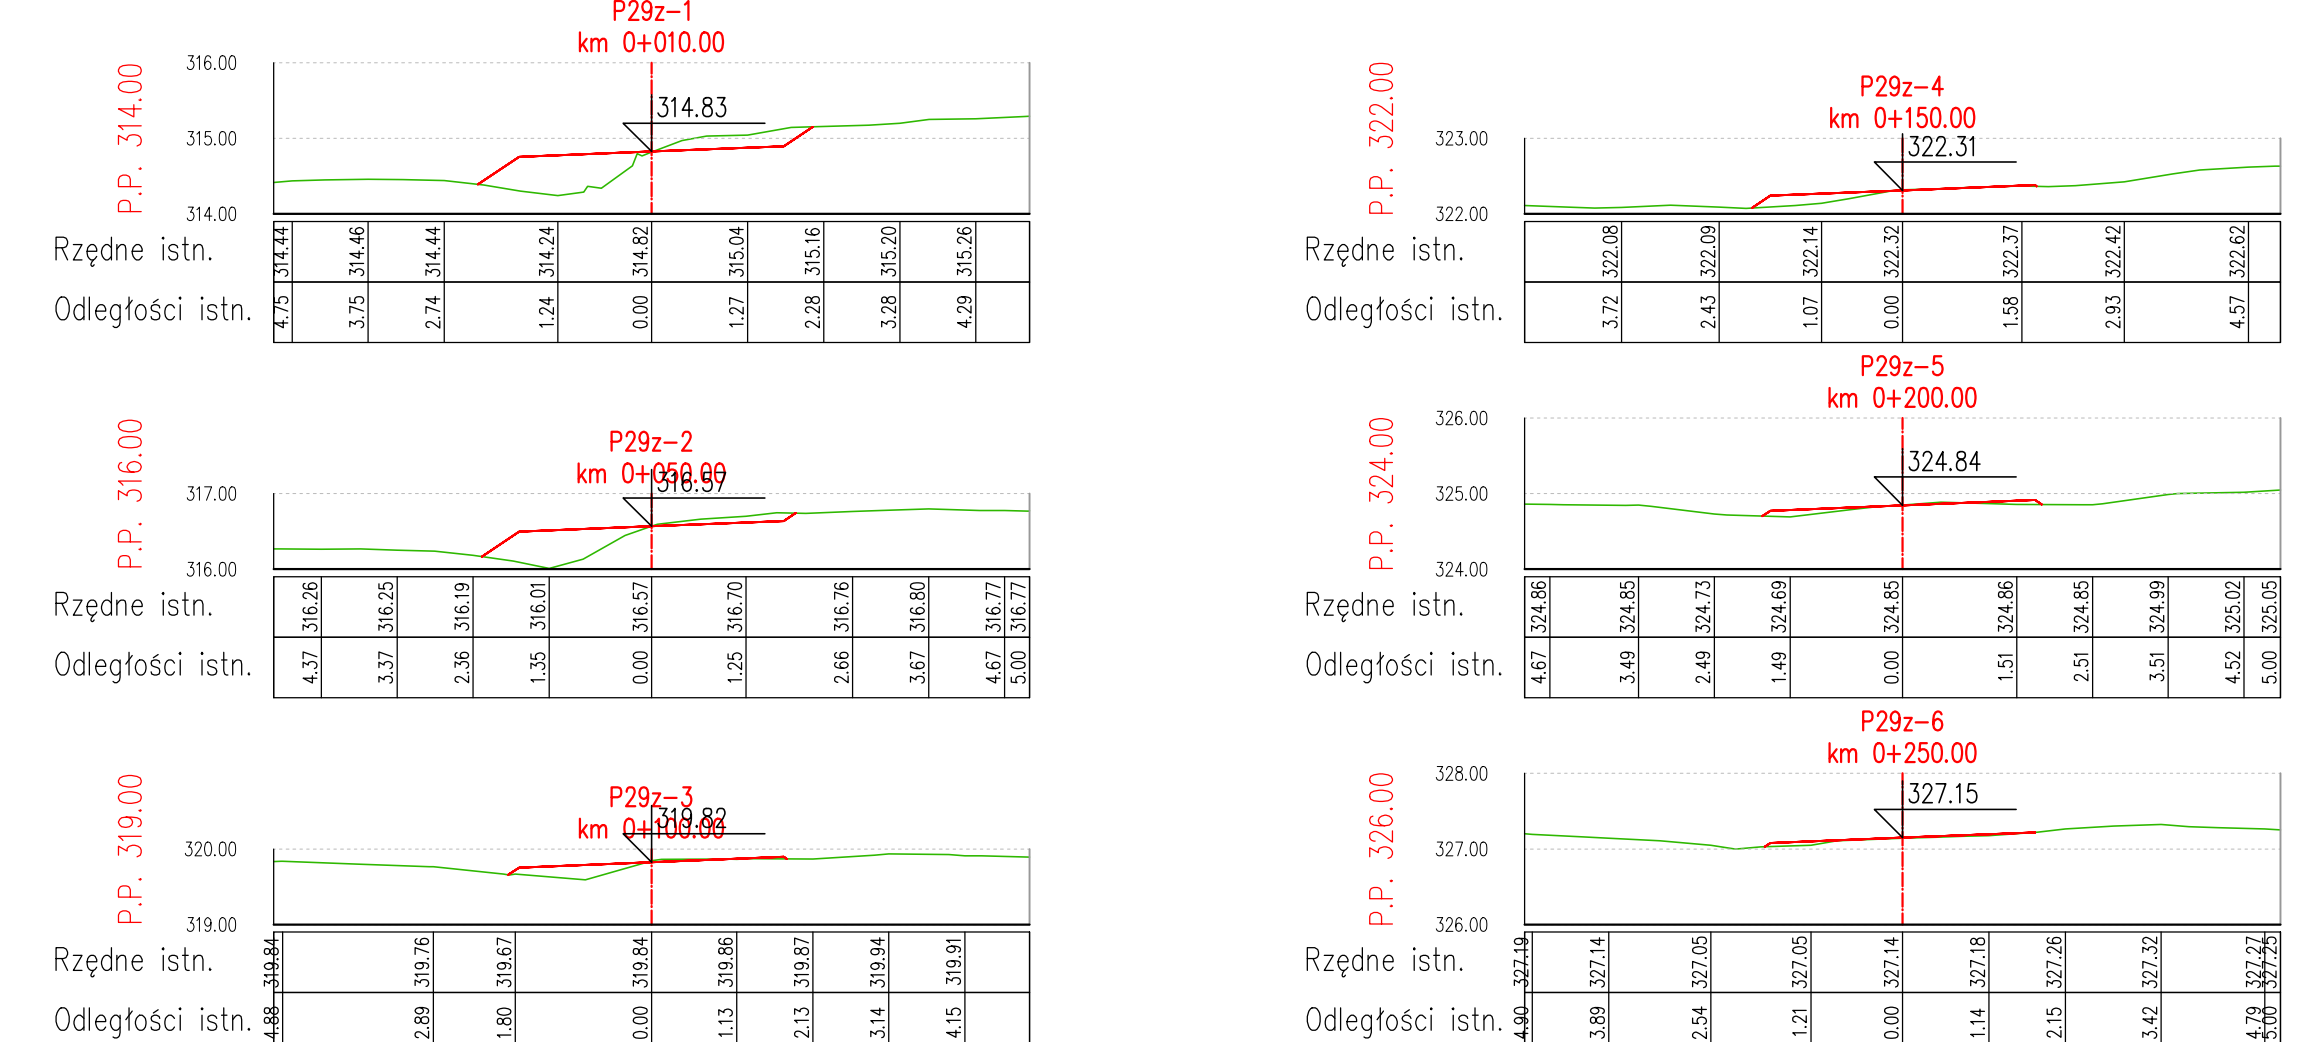 P29z-1
km 0+010.00
P.P. 314.00
316.00
315.00
314.00
314.83
Rzędne istn.
314.44 314.46 314.44 314.24 314.82 315.04 315.16 315.20 315.26
Odległości istn.
4.75 3.75 2.74 1.24 0.00 1.27 2.28 3.28 4.29
P29z-2
km 0+050.00
P.P. 316.00
317.00
316.00
316.57
Rzędne istn.
316.26 316.25 316.19 316.01 316.57 316.70 316.76 316.80 316.77 316.77
Odległości istn.
4.37 3.37 2.36 1.35 0.00 1.25 2.66 3.67 4.67 5.00
P29z-3
km 0+100.00
P.P. 319.00
320.00
319.00
319.82
Rzędne istn.
319.84 319.76 319.67 319.84 319.86 319.87 319.94 319.91
Odległości istn.
4.88 2.89 1.80 0.00 1.13 2.13 3.14 4.15
P29z-4
km 0+150.00
P.P. 322.00
323.00
322.00
322.31
Rzędne istn.
322.08 322.09 322.14 322.32 322.37 322.42 322.62
Odległości istn.
3.72 2.43 1.07 0.00 1.58 2.93 4.57
P29z-5
km 0+200.00
P.P. 324.00
326.00
325.00
324.00
324.84
Rzędne istn.
324.86 324.85 324.73 324.69 324.85 324.86 324.85 324.99 325.02 325.05
Odległości istn.
4.67 3.49 2.49 1.49 0.00 1.51 2.51 3.51 4.52 5.00
P29z-6
km 0+250.00
P.P. 326.00
328.00
327.00
326.00
327.15
Rzędne istn.
327.19 327.14 327.05 327.05 327.14 327.18 327.26 327.32 327.27 327.25
Odległości istn.
4.90 3.89 2.54 1.21 0.00 1.14 2.15 3.42 4.79 5.00